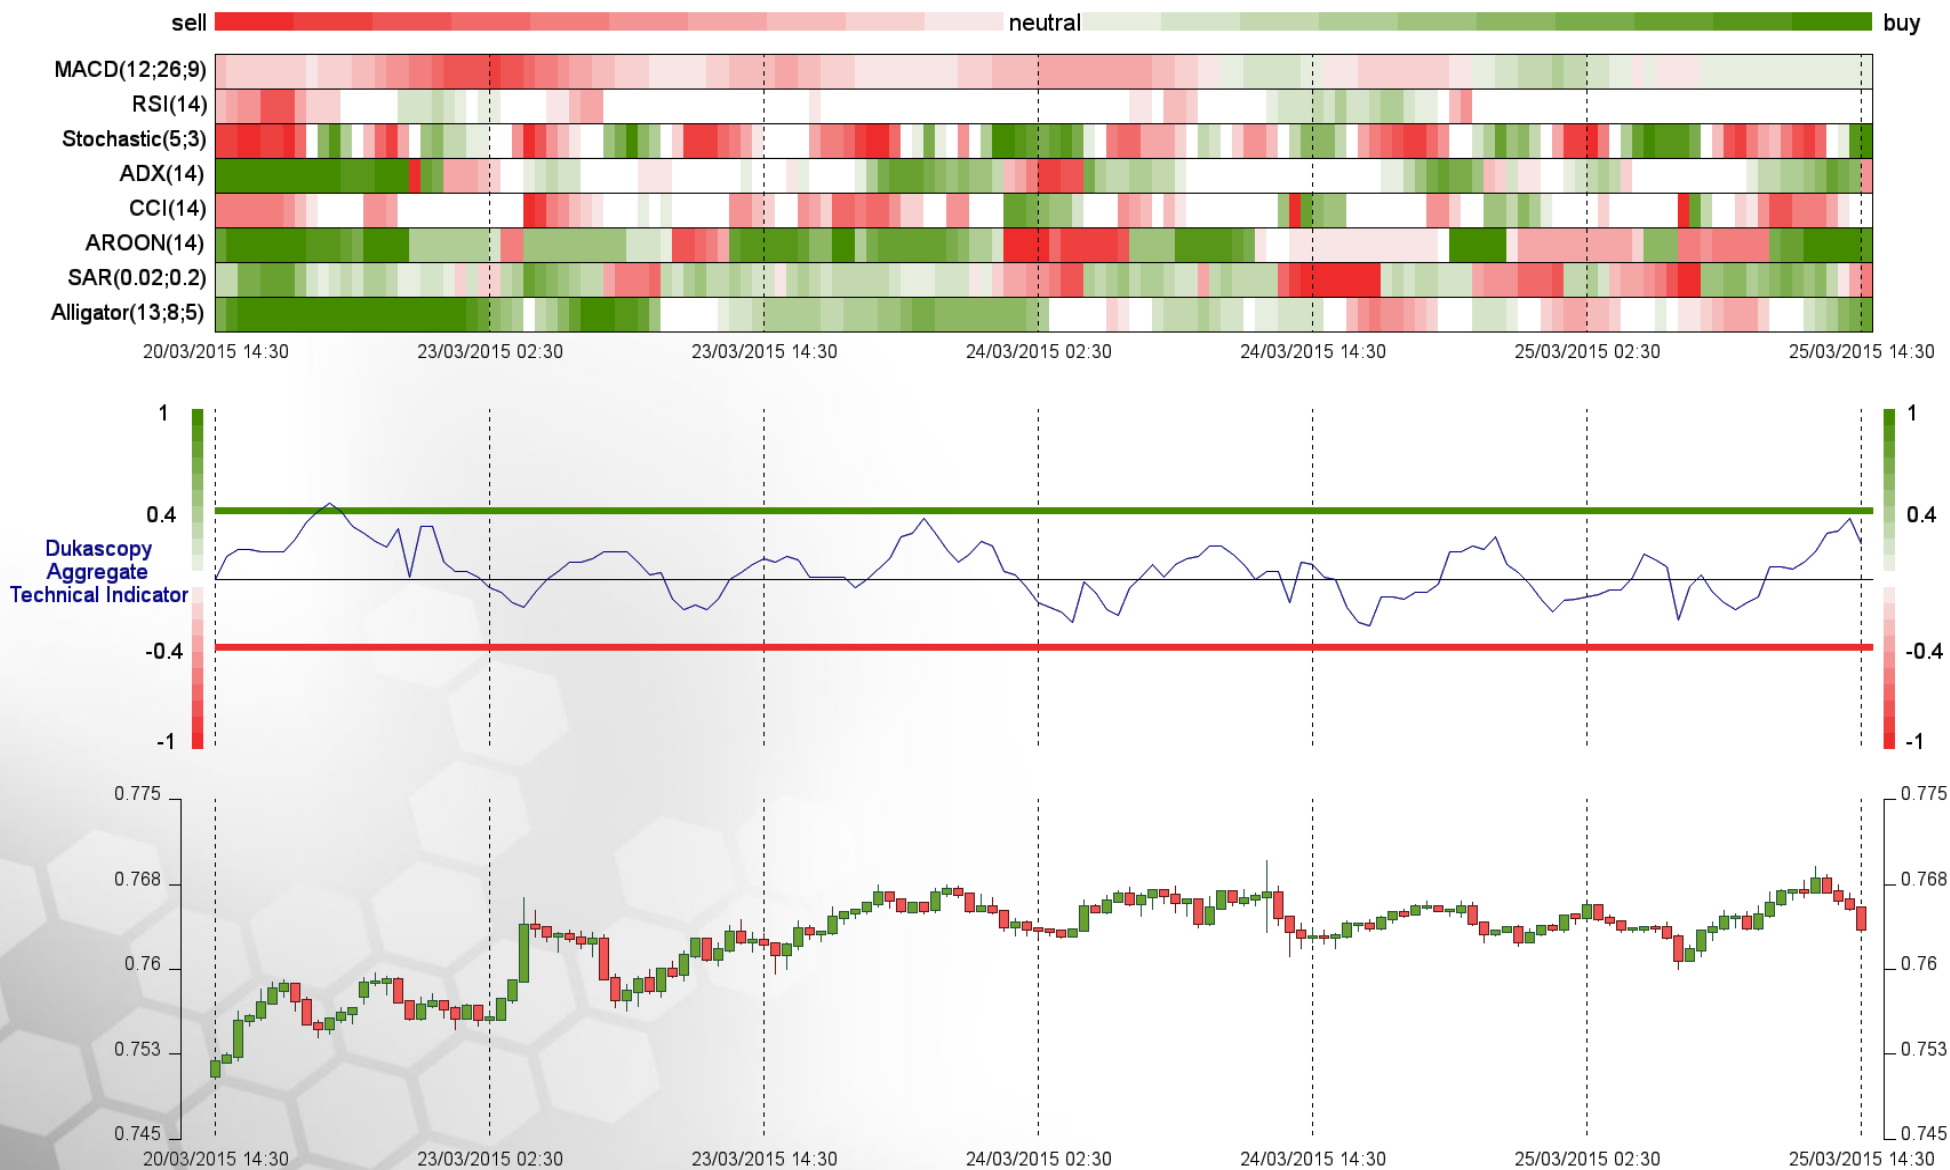 sell neutral buy
MACD(12;26;9)
RSI(14)
Stochastic(5;3)
ADX(14)
CCI(14)
AROON(14)
SAR(0.02;0.2)
Alligator(13;8;5)
20/03/2015 14:30 23/03/2015 02:30 23/03/2015 14:30 24/03/2015 02:30 24/03/2015 14:30 25/03/2015 02:30 25/03/2015 14:30
1 1
0.4 0.4
Dukascopy
Aggregate
Technical Indicator
-0.4 -0.4
-1 -1
0.775 0.775
0.768 0.768
0.76 0.76
0.753 0.753
0.745 0.745
20/03/2015 14:30 23/03/2015 02:30 23/03/2015 14:30 24/03/2015 02:30 24/03/2015 14:30 25/03/2015 02:30 25/03/2015 14:30